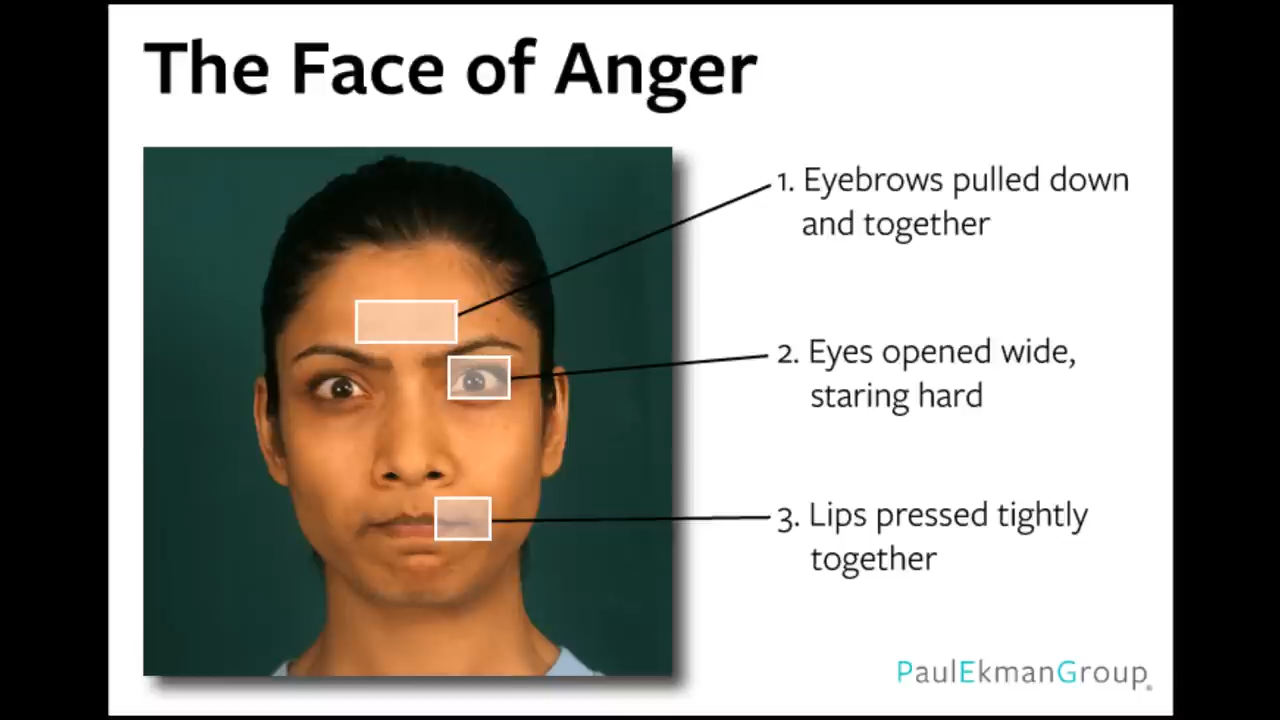 The Face of Anger
1. Eyebrows pulled down
and together
2. Eyes opened wide,
staring hard
3. Lips pressed tightly
together
PaulEkmanGroup®